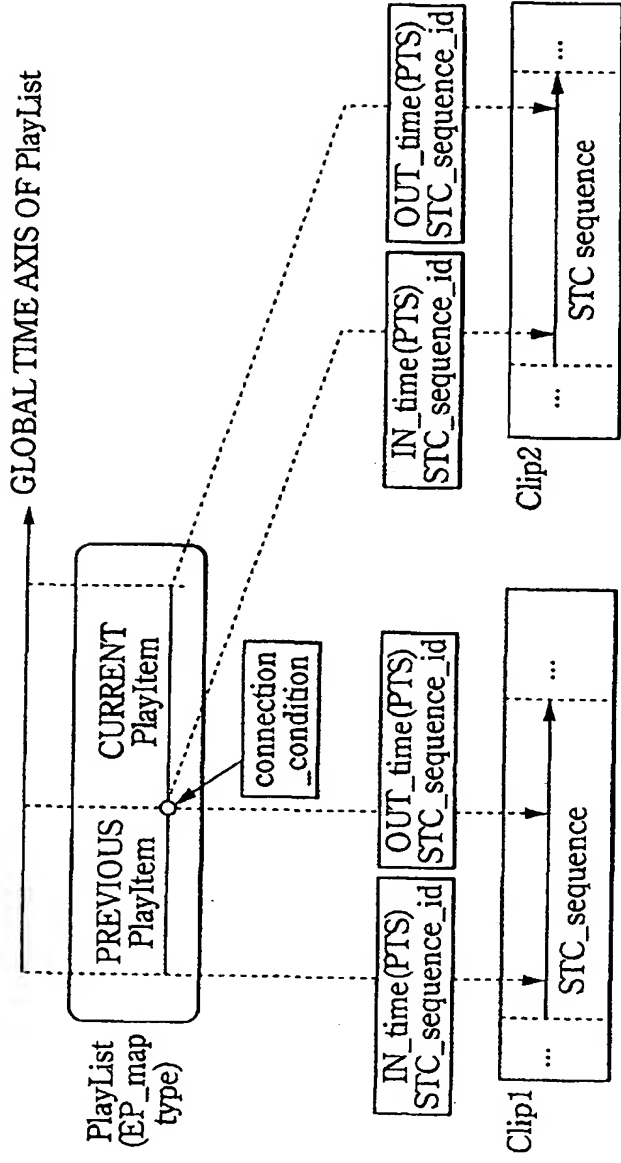 GLOBAL TIME AXIS OF PlayList
PlayList
(EP_map
type)
PREVIOUS
PlayItem
CURRENT
PlayItem
connection
_condition
IN_time(PTS)
STC_sequence_id
OUT_time(PTS)
STC_sequence_id
IN_time(PTS)
STC_sequence_id
OUT_time(PTS)
STC_sequence_id
Clip1
...
STC_sequence
...
Clip2
...
STC sequence
...